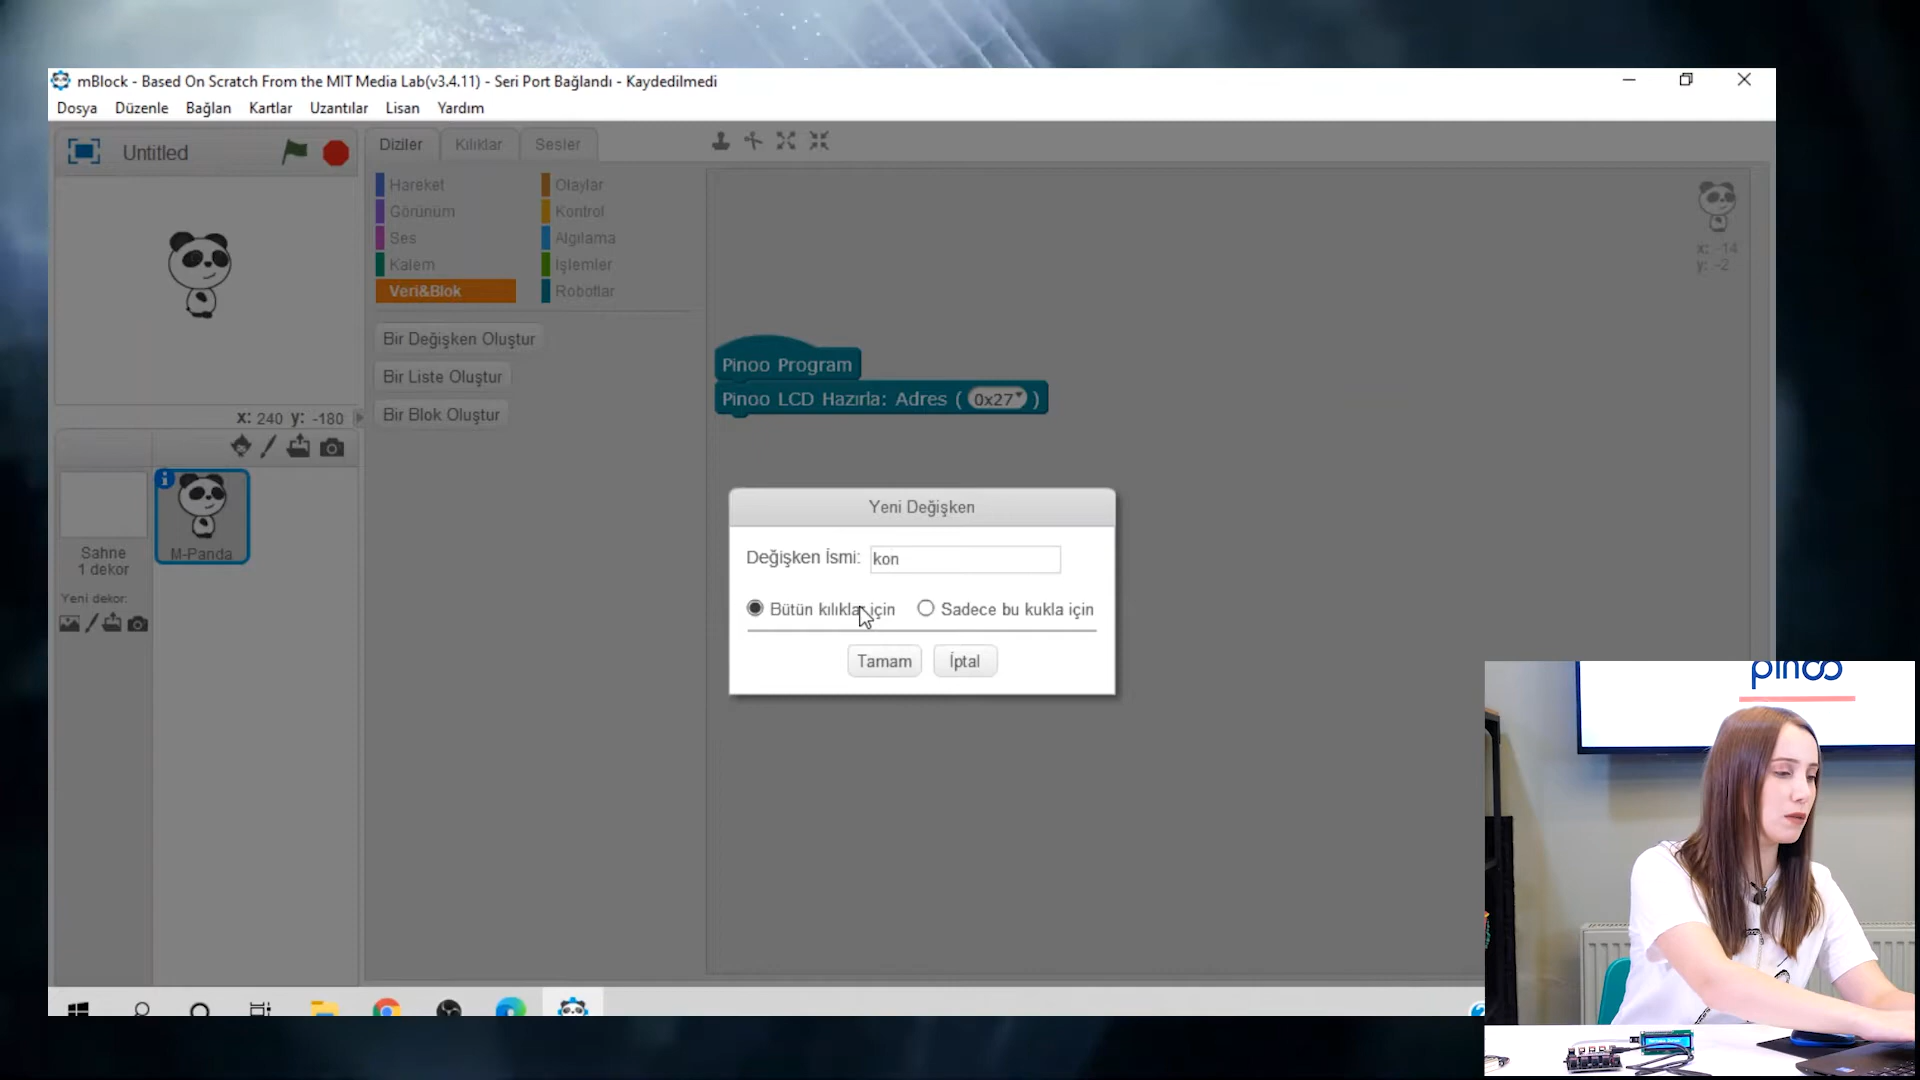 mBlock - Based On Scratch From the MIT Media Lab(v3.4.11) - Seri Port Bağlandı - Kaydedilmedi
Dosya Düzenle Bağlan Kartlar Uzantılar Lisan Yardım
Untitled
Diziler Kılıklar Sesler
Hareket Olaylar
Görünüm Kontrol
Ses Algılama
Kalem İşlemler
Veri&Blok Robotlar
Bir Değişken Oluştur
Bir Liste Oluştur
Bir Blok Oluştur
x: 240 y: -180
x: -14
y: -2
Pinoo Program
Pinoo LCD Hazırla: Adres ( 0x27 )
Sahne
1 dekor
M-Panda
Yeni dekor:
Yeni Değişken
Değişken İsmi: kon
Bütün kılıklar için Sadece bu kukla için
Tamam İptal
pinoo